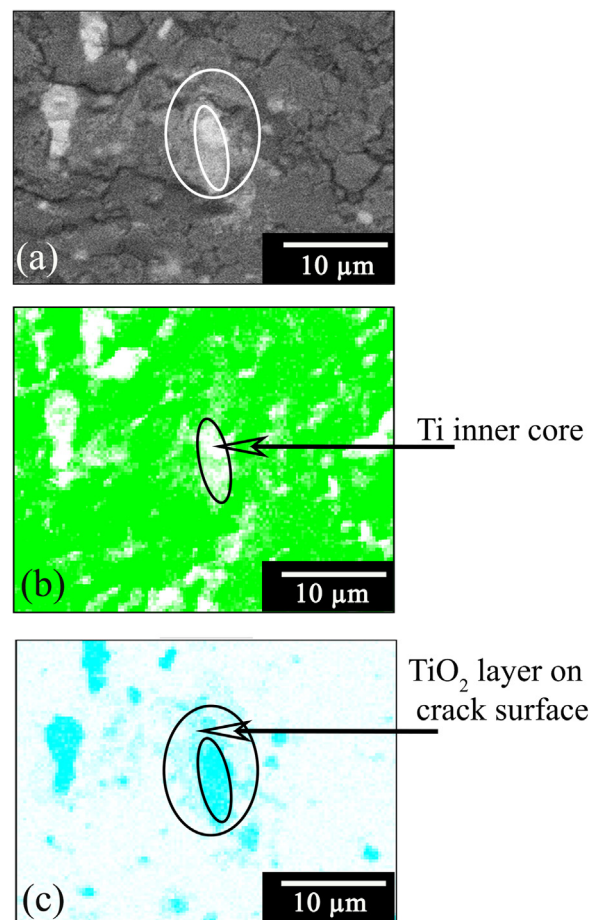 (a)
10 μm
Ti inner core
(b)
10 μm
TiO₂ layer on
crack surface
(c)
10 μm